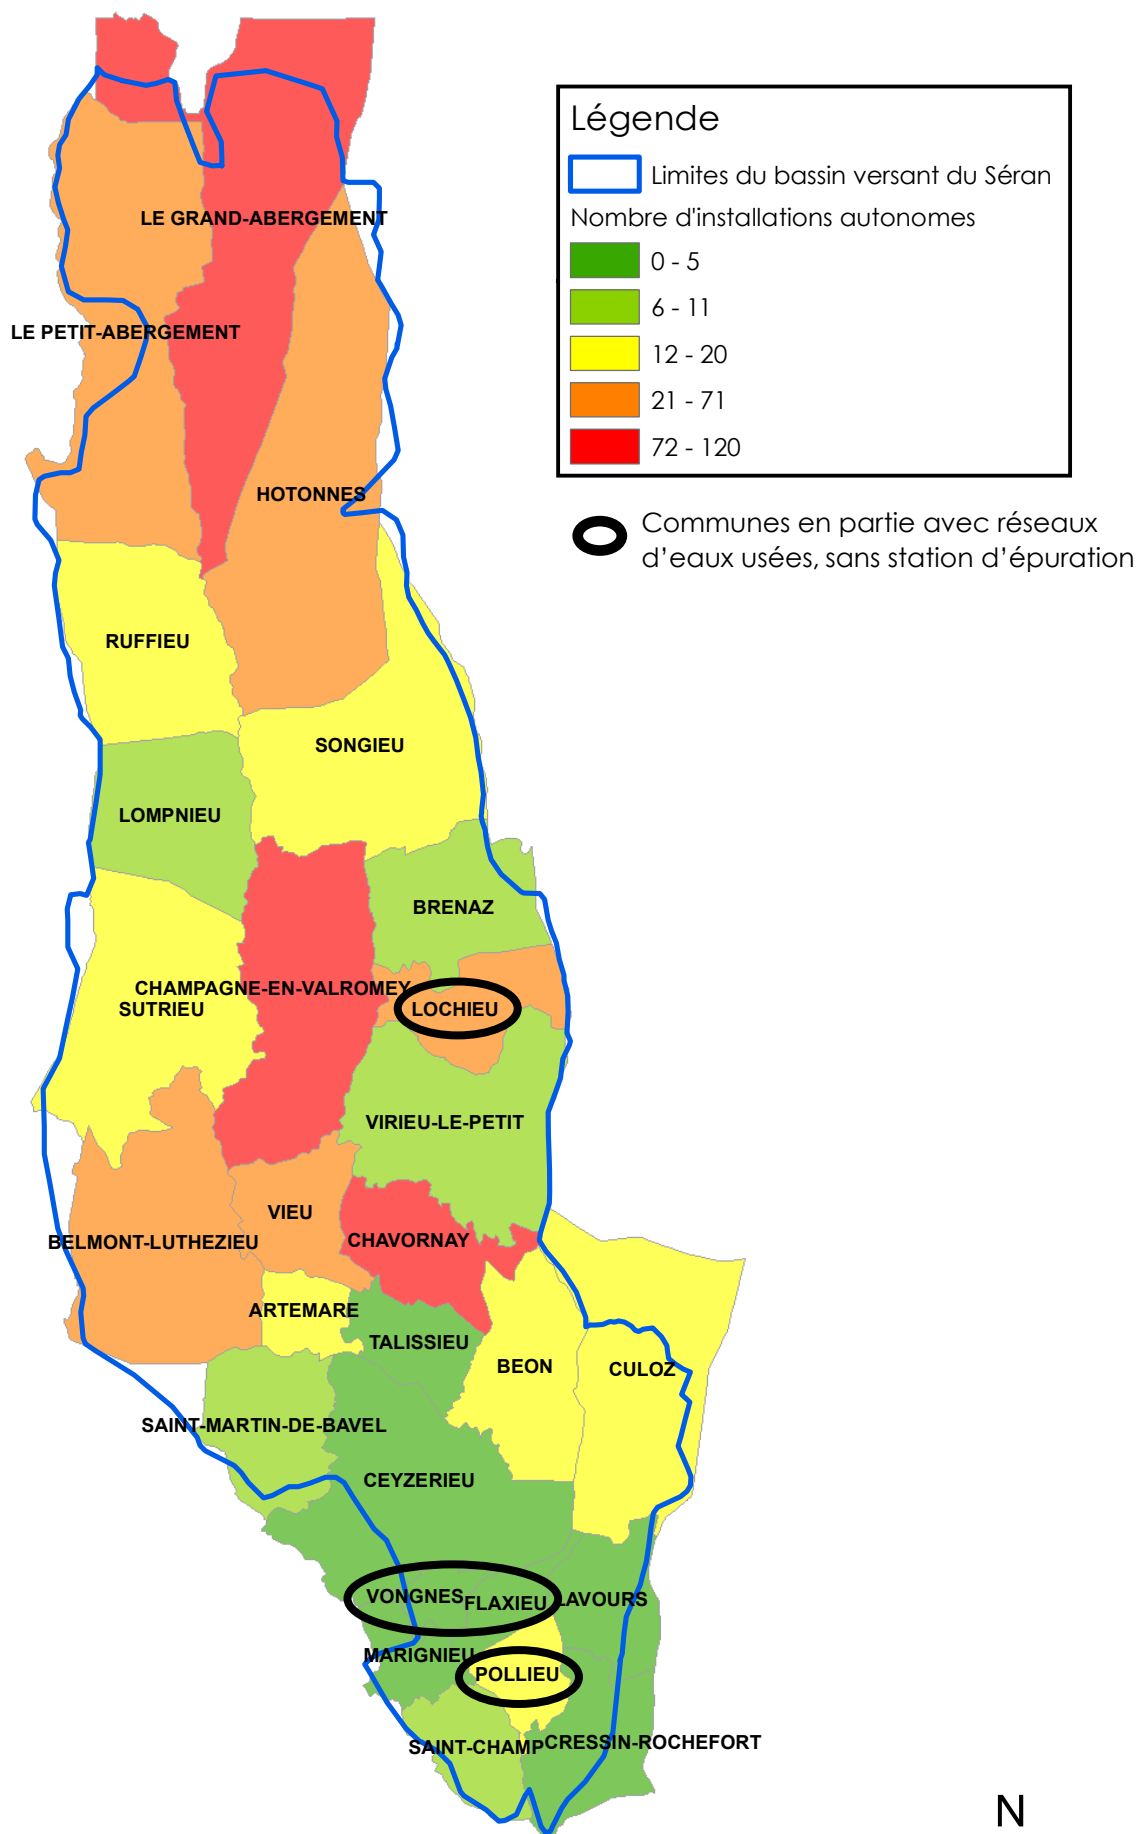 Légende
Limites du bassin versant du Séran
Nombre d'installations autonomes
0 - 5
6 - 11
12 - 20
21 - 71
72 - 120
Communes en partie avec réseaux
d'eaux usées, sans station d'épuration
LE GRAND-ABERGEMENT
LE PETIT-ABERGEMENT
HOTONNES
RUFFIEU
SONGIEU
LOMPNIEU
BRENAZ
CHAMPAGNE-EN-VALROMEY
SUTRIEU
LOCHIEU
VIRIEU-LE-PETIT
VIEU
BELMONT-LUTHEZIEU
CHAVORNAY
ARTEMARE
TALISSIEU
BEON
CULOZ
SAINT-MARTIN-DE-BAVEL
CEYZERIEU
VONGNES
FLAXIEU
LAVOURS
MARIGNIEU
POLLIEU
SAINT-CHAMP
CRESSIN-ROCHEFORT
N